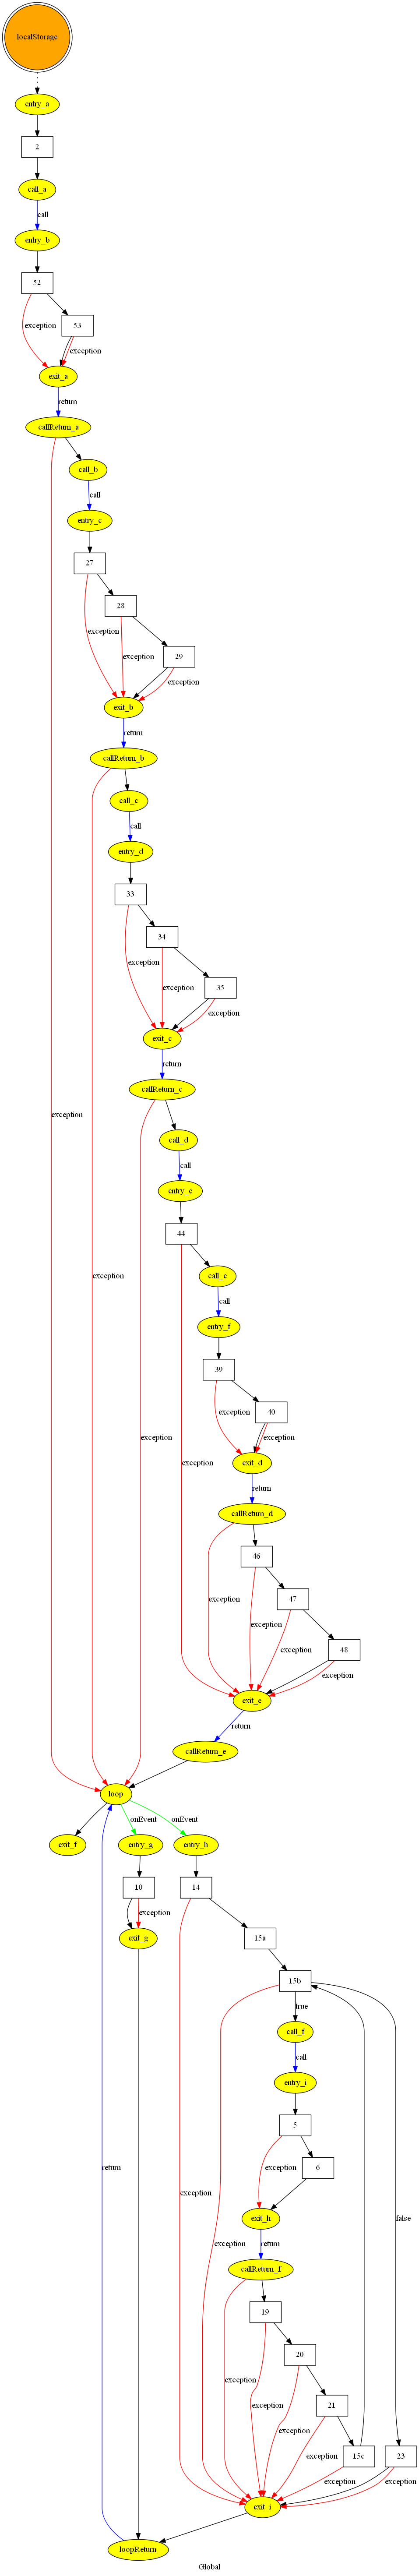 localStorage
entry_a
2
call_a
call
entry_b
52
exception
53
exception
exit_a
return
callReturn_a
call_b
call
entry_c
27
28
exception
exception
29
exception
exit_b
return
callReturn_b
call_c
call
entry_d
33
34
exception
exception
35
exception
exit_c
return
callReturn_c
exception
call_d
call
entry_e
44
exception
call_e
call
entry_f
39
exception
40
exception
exit_d
exception
exception
return
callReturn_d
46
exception
exception
47
exception
48
exception
exit_e
return
callReturn_e
loop
onEvent
onEvent
exit_f
entry_g
entry_h
10
14
exception
exit_g
15a
15b
true
call_f
call
entry_i
5
return
exception
6
exception
exit_h
exception
return
false
callReturn_f
19
exception
exception
20
exception
21
exception
15c
23
exception
exception
exit_i
loopReturn
Global